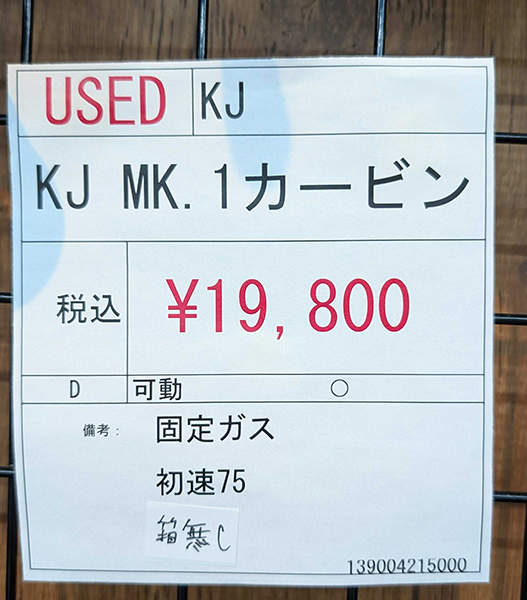 USED KJ
KJ MK.1カービン
税込 ¥19,800
D 可動 ○
備考: 固定ガス
初速75
箱無し
139004215000